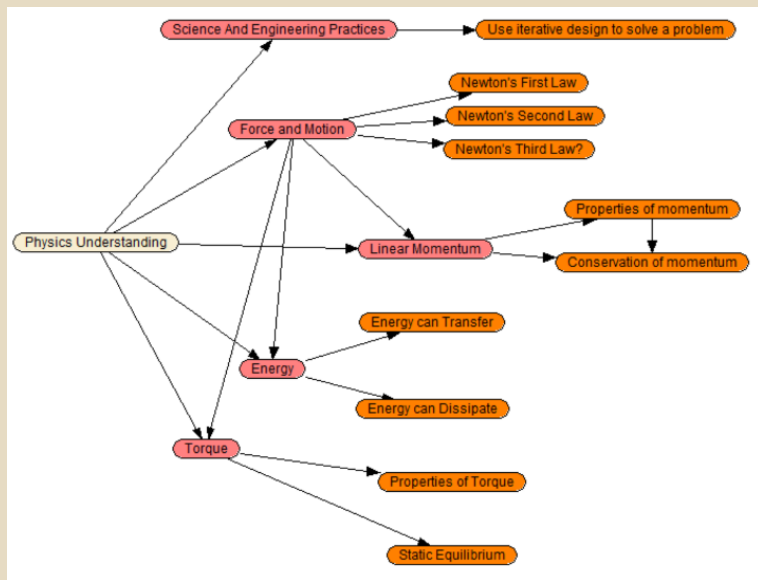 Science And Engineering Practices
Use iterative design to solve a problem
Newton's First Law
Force and Motion
Newton's Second Law
Newton's Third Law?
Properties of momentum
Physics Understanding
Linear Momentum
Conservation of momentum
Energy can Transfer
Energy
Energy can Dissipate
Torque
Properties of Torque
Static Equilibrium